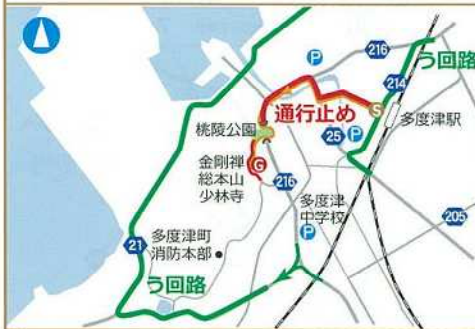 P
216
う回路
214
通行止め
S
多度津駅
桃陵公園
25
P
金剛禅
総本山
少林寺
G
216
多度津
中学校
205
P
21
多度津町
消防本部
う回路